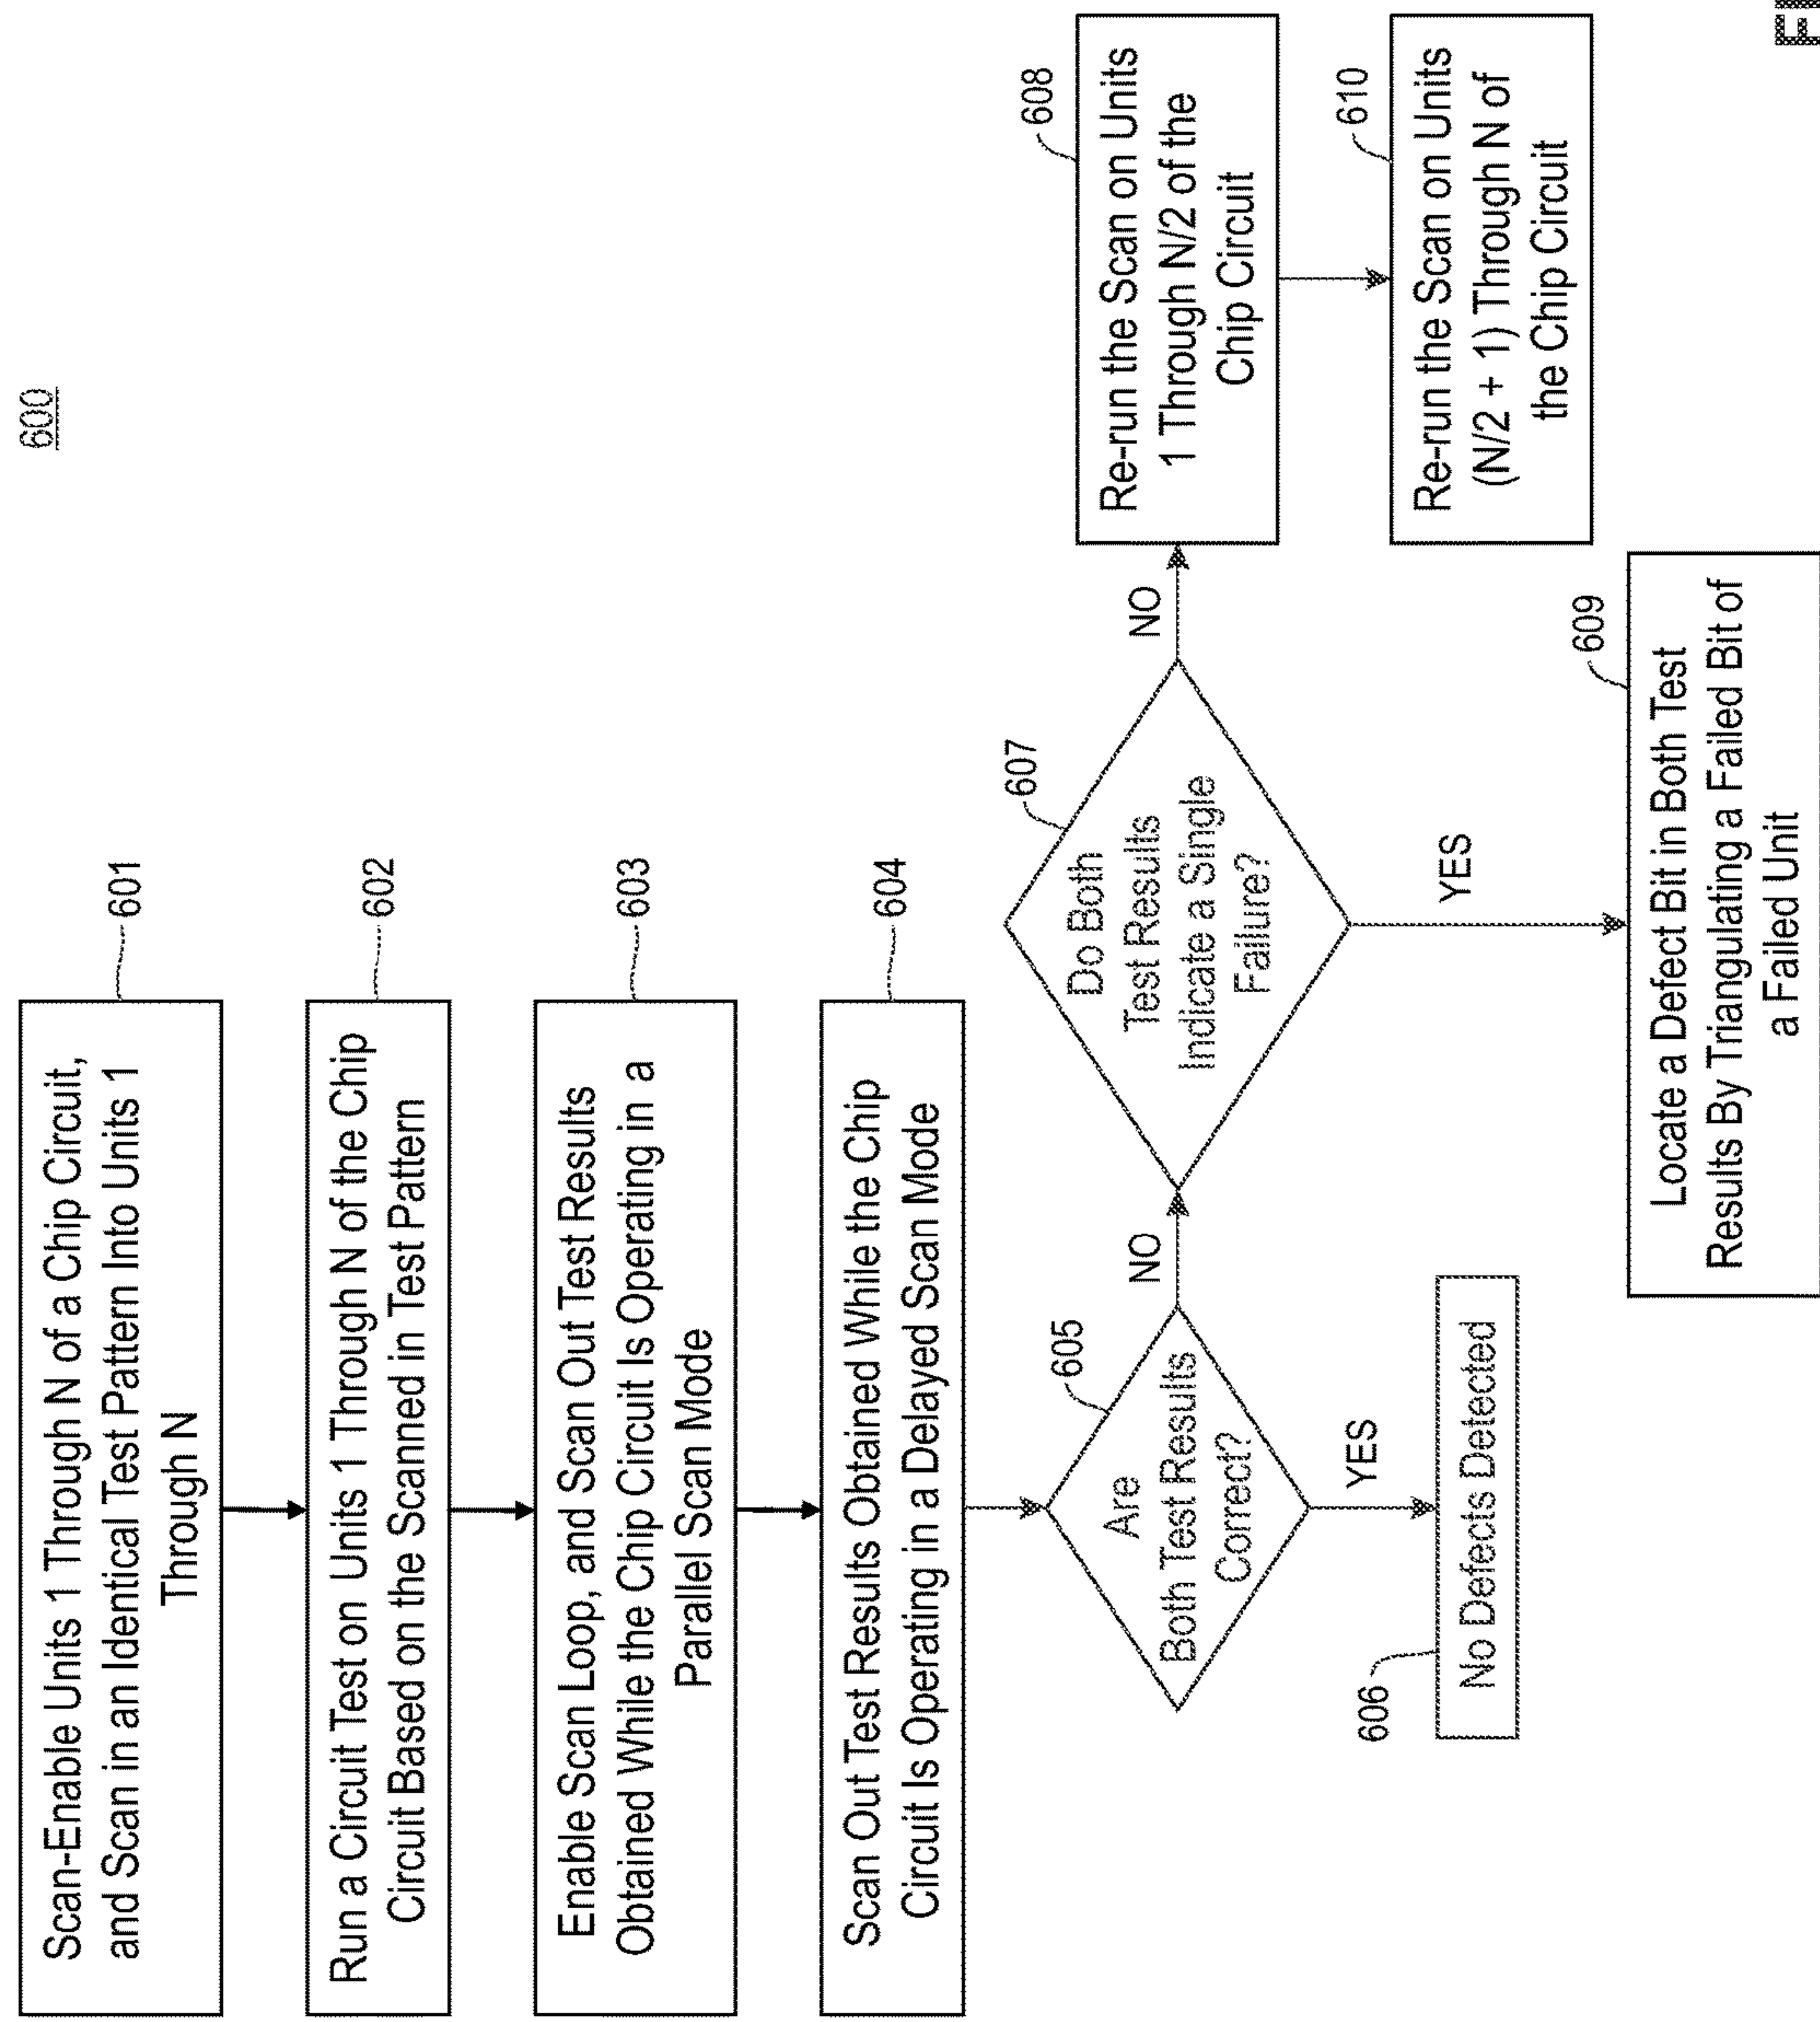 600
Scan-Enable Units 1 Through N of a Chip Circuit,
and Scan in an Identical Test Pattern Into Units 1
Through N
601
Run a Circuit Test on Units 1 Through N of the Chip
Circuit Based on the Scanned in Test Pattern
602
Enable Scan Loop, and Scan Out Test Results
Obtained While the Chip Circuit Is Operating in a
Parallel Scan Mode
603
Scan Out Test Results Obtained While the Chip
Circuit Is Operating in a Delayed Scan Mode
604
605
Are
Both Test Results
Correct?
YES
NO
606
No Defects Detected
607
Do Both
Test Results
Indicate a Single
Failure?
NO
YES
608
Re-run the Scan on Units
1 Through N/2 of the
Chip Circuit
610
Re-run the Scan on Units
(N/2 + 1) Through N of
the Chip Circuit
609
Locate a Defect Bit in Both Test
Results By Triangulating a Failed Bit of
a Failed Unit